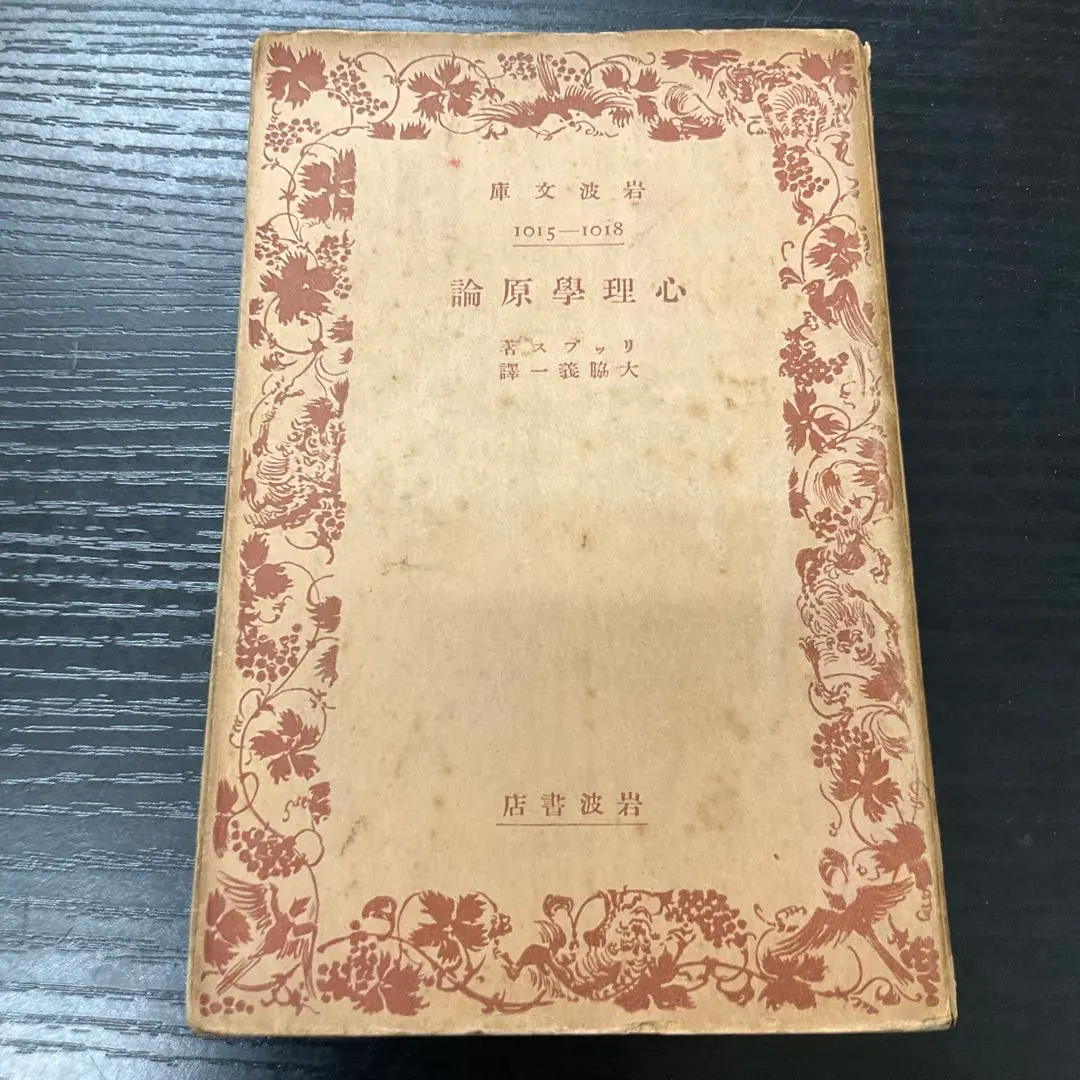 岩波文庫
1015—1018
心理學原論
リップス著
大脇義一譯
岩波書店